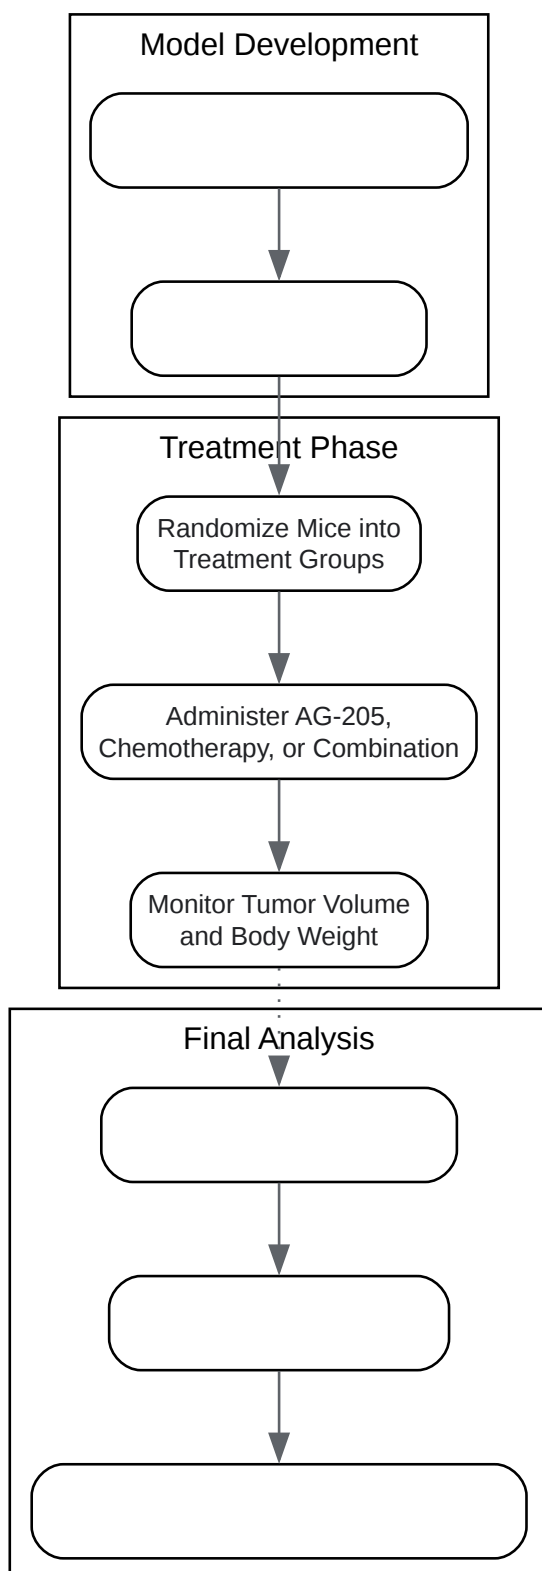 Model Development
Treatment Phase
Randomize Mice into
Treatment Groups
Administer AG-205,
Chemotherapy, or Combination
Monitor Tumor Volume
and Body Weight
Final Analysis